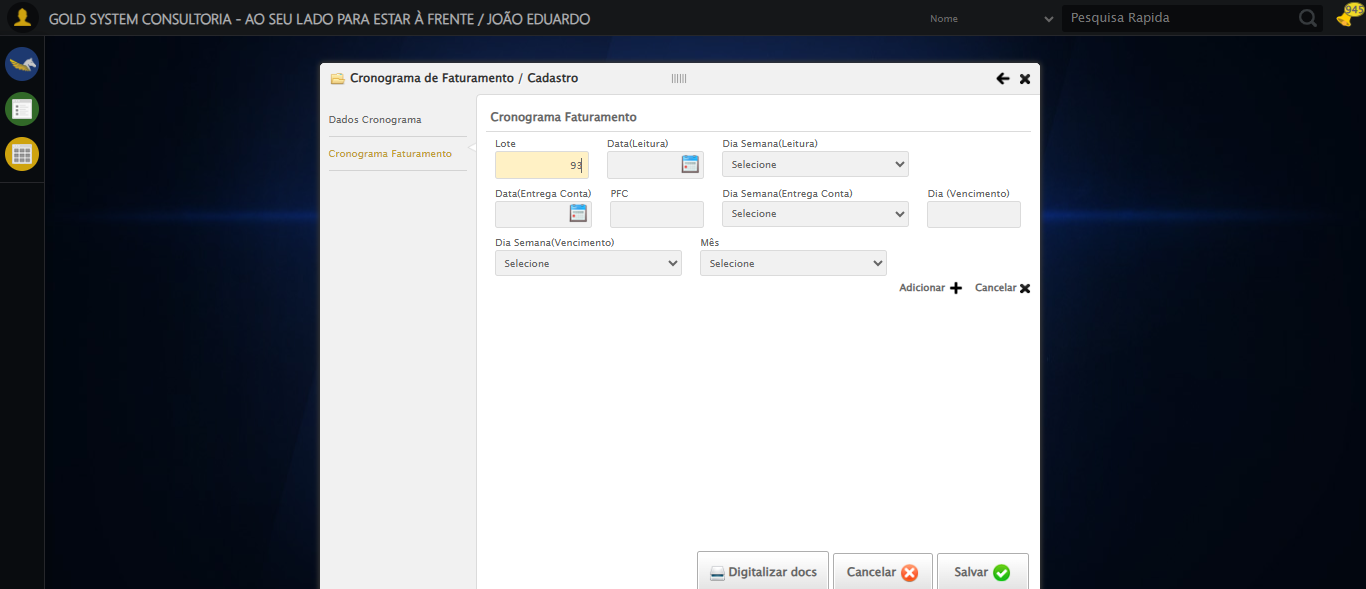 GOLD SYSTEM CONSULTORIA - AO SEU LADO PARA ESTAR À FRENTE / JOÃO EDUARDO
Nome
Pesquisa Rapida
945
Cronograma de Faturamento / Cadastro
Dados Cronograma
Cronograma Faturamento
Cronograma Faturamento
Lote
Data(Leitura)
Dia Semana(Leitura)
93
Selecione
Data(Entrega Conta)
PFC
Dia Semana(Entrega Conta)
Dia (Vencimento)
Selecione
Dia Semana(Vencimento)
Mês
Selecione
Selecione
Adicionar
Cancelar
Digitalizar docs
Cancelar
Salvar